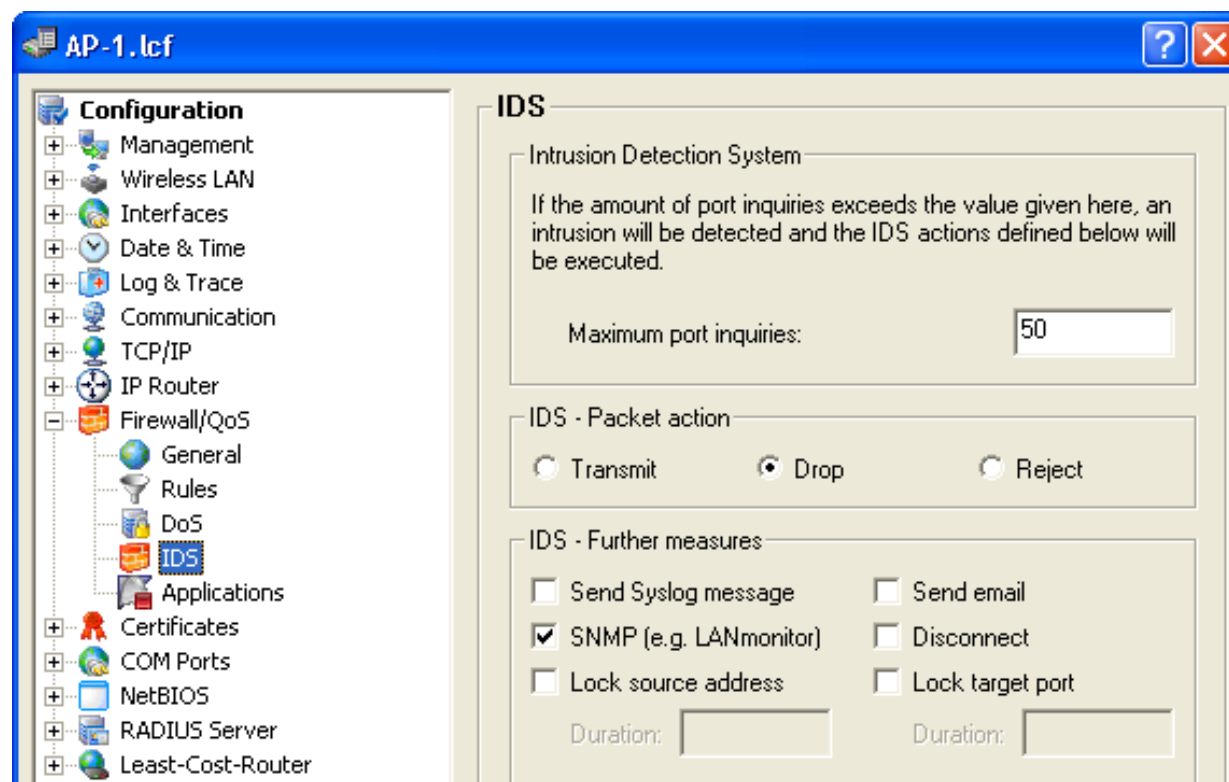 AP-1.lcf
Configuration
Management
Wireless LAN
Interfaces
Date & Time
Log & Trace
Communication
TCP/IP
IP Router
Firewall/QoS
General
Rules
DoS
IDS
Applications
Certificates
COM Ports
NetBIOS
RADIUS Server
Least-Cost-Router
IDS
Intrusion Detection System
If the amount of port inquiries exceeds the value given here, an
intrusion will be detected and the IDS actions defined below will
be executed.
Maximum port inquiries: 50
IDS - Packet action
Transmit Drop Reject
IDS - Further measures
Send Syslog message Send email
SNMP (e.g. LANmonitor) Disconnect
Lock source address Lock target port
Duration: Duration: